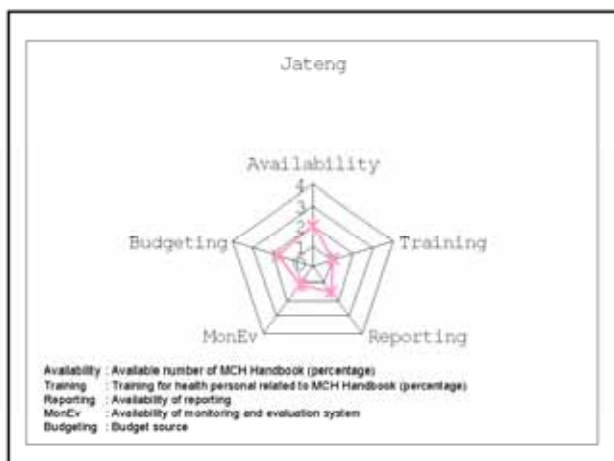 Jateng
Availability
4
3
2
1
0
Budgeting
Training
MonEv
Reporting
Availability : Available number of MCH Handbook (percentage)
Training : Training for health personal related to MCH Handbook (percentage)
Reporting : Availability of reporting
MonEv : Availability of monitoring and evaluation system
Budgeting : Budget source